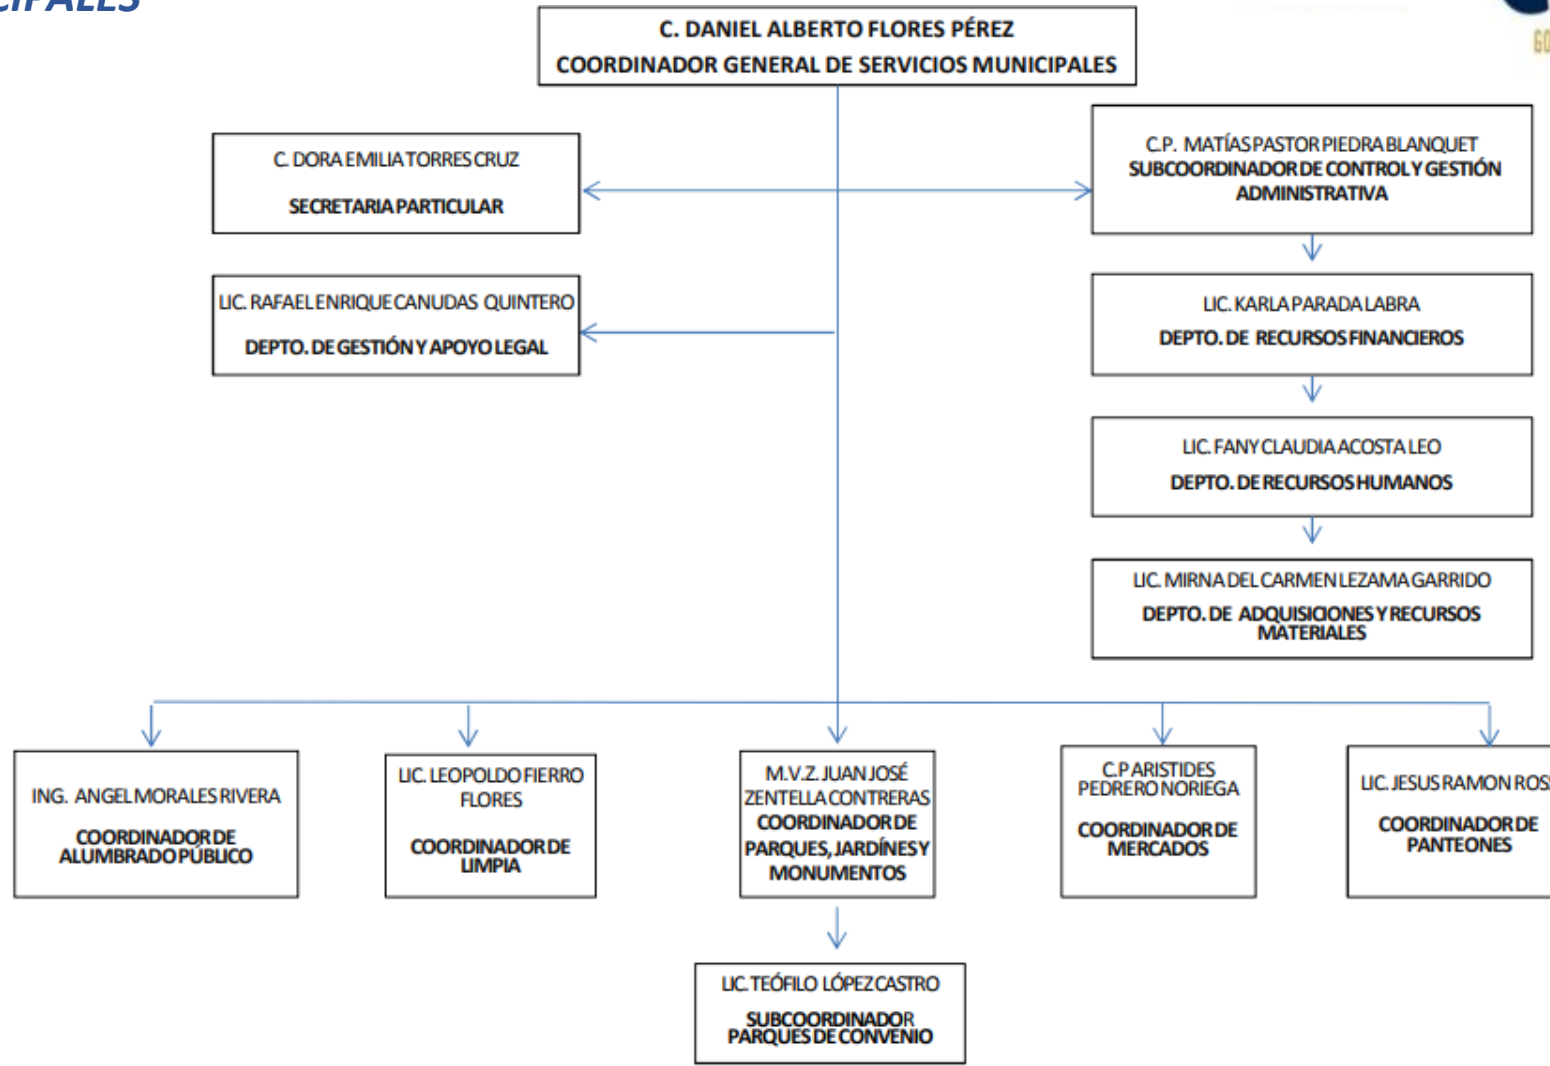 C. DANIEL ALBERTO FLORES PÉREZ
COORDINADOR GENERAL DE SERVICIOS MUNICIPALES
C. DORA EMILIA TORRES CRUZ
SECRETARIA PARTICULAR
C.P. MATÍAS PASTOR PIEDRA BLANQUET
SUBCOORDINADOR DE CONTROL Y GESTIÓN
ADMINISTRATIVA
LIC. RAFAEL ENRIQUE CANUDAS QUINTERO
DEPTO. DE GESTIÓN Y APOYO LEGAL
LIC. KARLA PARADA LABRA
DEPTO. DE RECURSOS FINANCIEROS
LIC. FANY CLAUDIA ACOSTA LEO
DEPTO. DE RECURSOS HUMANOS
LIC. MIRNA DEL CARMEN LEZAMA GARRIDO
DEPTO. DE ADQUISICIONES Y RECURSOS
MATERIALES
ING. ANGEL MORALES RIVERA
COORDINADOR DE
ALUMBRADO PÚBLICO
LIC. LEOPOLDO FIERRO
FLORES
COORDINADOR DE
LIMPIA
M.V.Z. JUAN JOSÉ
ZENTELLA CONTRERAS
COORDINADOR DE
PARQUES, JARDÍNES Y
MONUMENTOS
C.P ARISTIDES
PEDRERO NORIEGA
COORDINADOR DE
MERCADOS
LIC. JESUS RAMON
COORDINADOR DE
PANTEONES
LIC. TEÓFILO LÓPEZ CASTRO
SUBCOORDINADOR
PARQUES DE CONVENIO